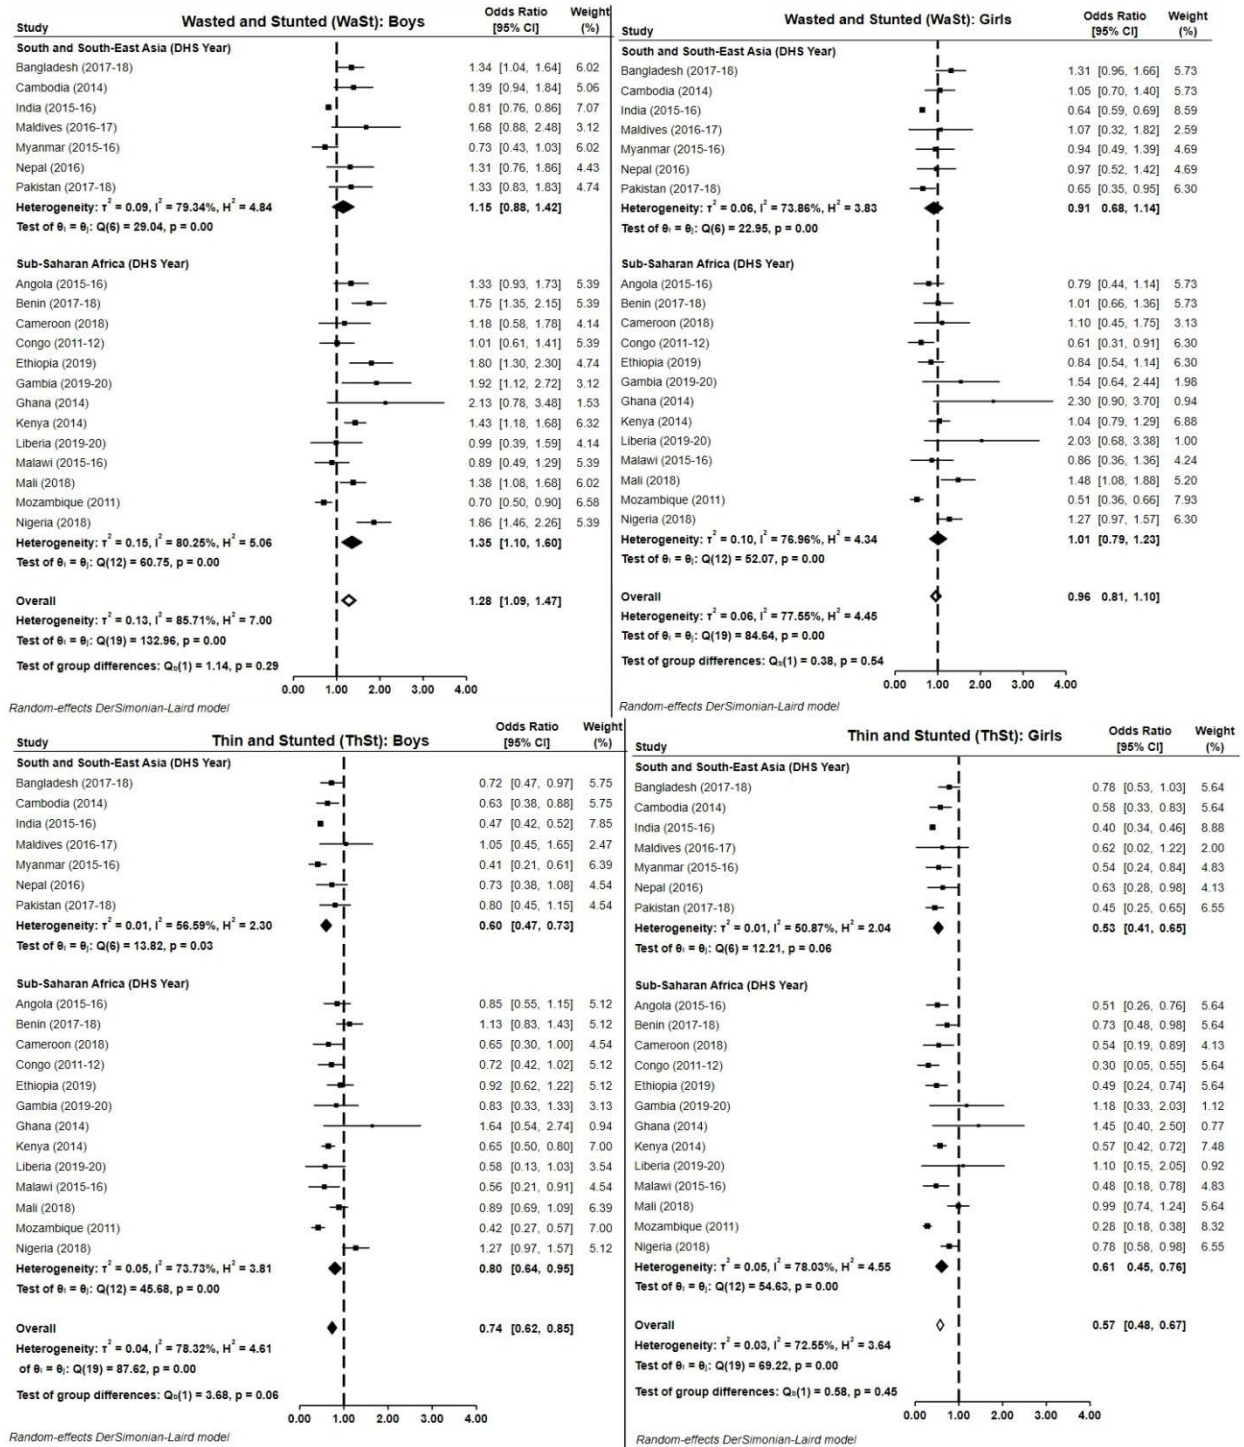 Wasted and Stunted (WaSt): Boys
Study Odds Ratio [95% CI] Weight (%)
South and South-East Asia (DHS Year)
Bangladesh (2017-18) 1.34 [1.04, 1.64] 6.02
Cambodia (2014) 1.39 [0.94, 1.84] 5.06
India (2015-16) 0.81 [0.76, 0.86] 7.07
Maldives (2016-17) 1.68 [0.88, 2.48] 3.12
Myanmar (2015-16) 0.73 [0.43, 1.03] 6.02
Nepal (2016) 1.31 [0.76, 1.86] 4.43
Pakistan (2017-18) 1.33 [0.83, 1.83] 4.74
Heterogeneity: τ² = 0.09, I² = 79.34%, H² = 4.84 1.15 [0.88, 1.42]
Test of θᵢ = θⱼ: Q(6) = 29.04, p = 0.00
Sub-Saharan Africa (DHS Year)
Angola (2015-16) 1.33 [0.93, 1.73] 5.39
Benin (2017-18) 1.75 [1.35, 2.15] 5.39
Cameroon (2018) 1.18 [0.58, 1.78] 4.14
Congo (2011-12) 1.01 [0.61, 1.41] 5.39
Ethiopia (2019) 1.80 [1.30, 2.30] 4.74
Gambia (2019-20) 1.92 [1.12, 2.72] 3.12
Ghana (2014) 2.13 [0.78, 3.48] 1.53
Kenya (2014) 1.43 [1.18, 1.68] 6.32
Liberia (2019-20) 0.99 [0.39, 1.59] 4.14
Malawi (2015-16) 0.89 [0.49, 1.29] 5.39
Mali (2018) 1.38 [1.08, 1.68] 6.02
Mozambique (2011) 0.70 [0.50, 0.90] 6.58
Nigeria (2018) 1.86 [1.46, 2.26] 5.39
Heterogeneity: τ² = 0.15, I² = 80.25%, H² = 5.06 1.35 [1.10, 1.60]
Test of θᵢ = θⱼ: Q(12) = 60.75, p = 0.00
Overall 1.28 [1.09, 1.47]
Heterogeneity: τ² = 0.13, I² = 85.71%, H² = 7.00
Test of θᵢ = θⱼ: Q(19) = 132.96, p = 0.00
Test of group differences: Qb(1) = 1.14, p = 0.29
0.00 1.00 2.00 3.00 4.00
Random-effects DerSimonian-Laird model
Wasted and Stunted (WaSt): Girls
Study Odds Ratio [95% CI] Weight (%)
South and South-East Asia (DHS Year)
Bangladesh (2017-18) 1.31 [0.96, 1.66] 5.73
Cambodia (2014) 1.05 [0.70, 1.40] 5.73
India (2015-16) 0.64 [0.59, 0.69] 8.59
Maldives (2016-17) 1.07 [0.32, 1.82] 2.59
Myanmar (2015-16) 0.94 [0.49, 1.39] 4.69
Nepal (2016) 0.97 [0.52, 1.42] 4.69
Pakistan (2017-18) 0.65 [0.35, 0.95] 6.30
Heterogeneity: τ² = 0.06, I² = 73.86%, H² = 3.83 0.91 0.68, 1.14]
Test of θᵢ = θⱼ: Q(6) = 22.95, p = 0.00
Sub-Saharan Africa (DHS Year)
Angola (2015-16) 0.79 [0.44, 1.14] 5.73
Benin (2017-18) 1.01 [0.66, 1.36] 5.73
Cameroon (2018) 1.10 [0.45, 1.75] 3.13
Congo (2011-12) 0.61 [0.31, 0.91] 6.30
Ethiopia (2019) 0.84 [0.54, 1.14] 6.30
Gambia (2019-20) 1.54 [0.64, 2.44] 1.98
Ghana (2014) 2.30 [0.90, 3.70] 0.94
Kenya (2014) 1.04 [0.79, 1.29] 6.88
Liberia (2019-20) 2.03 [0.68, 3.38] 1.00
Malawi (2015-16) 0.86 [0.36, 1.36] 4.24
Mali (2018) 1.48 [1.08, 1.88] 5.20
Mozambique (2011) 0.51 [0.36, 0.66] 7.93
Nigeria (2018) 1.27 [0.97, 1.57] 6.30
Heterogeneity: τ² = 0.10, I² = 76.96%, H² = 4.34 1.01 [0.79, 1.23]
Test of θᵢ = θⱼ: Q(12) = 52.07, p = 0.00
Overall 0.96 0.81, 1.10]
Heterogeneity: τ² = 0.06, I² = 77.55%, H² = 4.45
Test of θᵢ = θⱼ: Q(19) = 84.64, p = 0.00
Test of group differences: Qb(1) = 0.38, p = 0.54
0.00 1.00 2.00 3.00 4.00
Random-effects DerSimonian-Laird model
Thin and Stunted (ThSt): Boys
Study Odds Ratio [95% CI] Weight (%)
South and South-East Asia (DHS Year)
Bangladesh (2017-18) 0.72 [0.47, 0.97] 5.75
Cambodia (2014) 0.63 [0.38, 0.88] 5.75
India (2015-16) 0.47 [0.42, 0.52] 7.85
Maldives (2016-17) 1.05 [0.45, 1.65] 2.47
Myanmar (2015-16) 0.41 [0.21, 0.61] 6.39
Nepal (2016) 0.73 [0.38, 1.08] 4.54
Pakistan (2017-18) 0.80 [0.45, 1.15] 4.54
Heterogeneity: τ² = 0.01, I² = 56.59%, H² = 2.30 0.60 [0.47, 0.73]
Test of θᵢ = θⱼ: Q(6) = 13.82, p = 0.03
Sub-Saharan Africa (DHS Year)
Angola (2015-16) 0.85 [0.55, 1.15] 5.12
Benin (2017-18) 1.13 [0.83, 1.43] 5.12
Cameroon (2018) 0.65 [0.30, 1.00] 4.54
Congo (2011-12) 0.72 [0.42, 1.02] 5.12
Ethiopia (2019) 0.92 [0.62, 1.22] 5.12
Gambia (2019-20) 0.83 [0.33, 1.33] 3.13
Ghana (2014) 1.64 [0.54, 2.74] 0.94
Kenya (2014) 0.65 [0.50, 0.80] 7.00
Liberia (2019-20) 0.58 [0.13, 1.03] 3.54
Malawi (2015-16) 0.56 [0.21, 0.91] 4.54
Mali (2018) 0.89 [0.69, 1.09] 6.39
Mozambique (2011) 0.42 [0.27, 0.57] 7.00
Nigeria (2018) 1.27 [0.97, 1.57] 5.12
Heterogeneity: τ² = 0.05, I² = 73.73%, H² = 3.81 0.80 [0.64, 0.95]
Test of θᵢ = θⱼ: Q(12) = 45.68, p = 0.00
Overall 0.74 [0.62, 0.85]
Heterogeneity: τ² = 0.04, I² = 78.32%, H² = 4.61
of θᵢ = θⱼ: Q(19) = 87.62, p = 0.00
Test of group differences: Qb(1) = 3.68, p = 0.06
0.00 1.00 2.00 3.00 4.00
Random-effects DerSimonian-Laird model
Thin and Stunted (ThSt): Girls
Study Odds Ratio [95% CI] Weight (%)
South and South-East Asia (DHS Year)
Bangladesh (2017-18) 0.78 [0.53, 1.03] 5.64
Cambodia (2014) 0.58 [0.33, 0.83] 5.64
India (2015-16) 0.40 [0.34, 0.46] 8.88
Maldives (2016-17) 0.62 [0.02, 1.22] 2.00
Myanmar (2015-16) 0.54 [0.24, 0.84] 4.83
Nepal (2016) 0.63 [0.28, 0.98] 4.13
Pakistan (2017-18) 0.45 [0.25, 0.65] 6.55
Heterogeneity: τ² = 0.01, I² = 50.87%, H² = 2.04 0.53 [0.41, 0.65]
Test of θᵢ = θⱼ: Q(6) = 12.21, p = 0.06
Sub-Saharan Africa (DHS Year)
Angola (2015-16) 0.51 [0.26, 0.76] 5.64
Benin (2017-18) 0.73 [0.48, 0.98] 5.64
Cameroon (2018) 0.54 [0.19, 0.89] 4.13
Congo (2011-12) 0.30 [0.05, 0.55] 5.64
Ethiopia (2019) 0.49 [0.24, 0.74] 5.64
Gambia (2019-20) 1.18 [0.33, 2.03] 1.12
Ghana (2014) 1.45 [0.40, 2.50] 0.77
Kenya (2014) 0.57 [0.42, 0.72] 7.48
Liberia (2019-20) 1.10 [0.15, 2.05] 0.92
Malawi (2015-16) 0.48 [0.18, 0.78] 4.83
Mali (2018) 0.99 [0.74, 1.24] 5.64
Mozambique (2011) 0.28 [0.18, 0.38] 8.32
Nigeria (2018) 0.78 [0.58, 0.98] 6.55
Heterogeneity: τ² = 0.05, I² = 78.03%, H² = 4.55 0.61 0.45, 0.76]
Test of θᵢ = θⱼ: Q(12) = 54.63, p = 0.00
Overall 0.57 [0.48, 0.67]
Heterogeneity: τ² = 0.03, I² = 72.55%, H² = 3.64
Test of θᵢ = θⱼ: Q(19) = 69.22, p = 0.00
Test of group differences: Qb(1) = 0.58, p = 0.45
0.00 1.00 2.00 3.00 4.00
Random-effects DerSimonian-Laird model